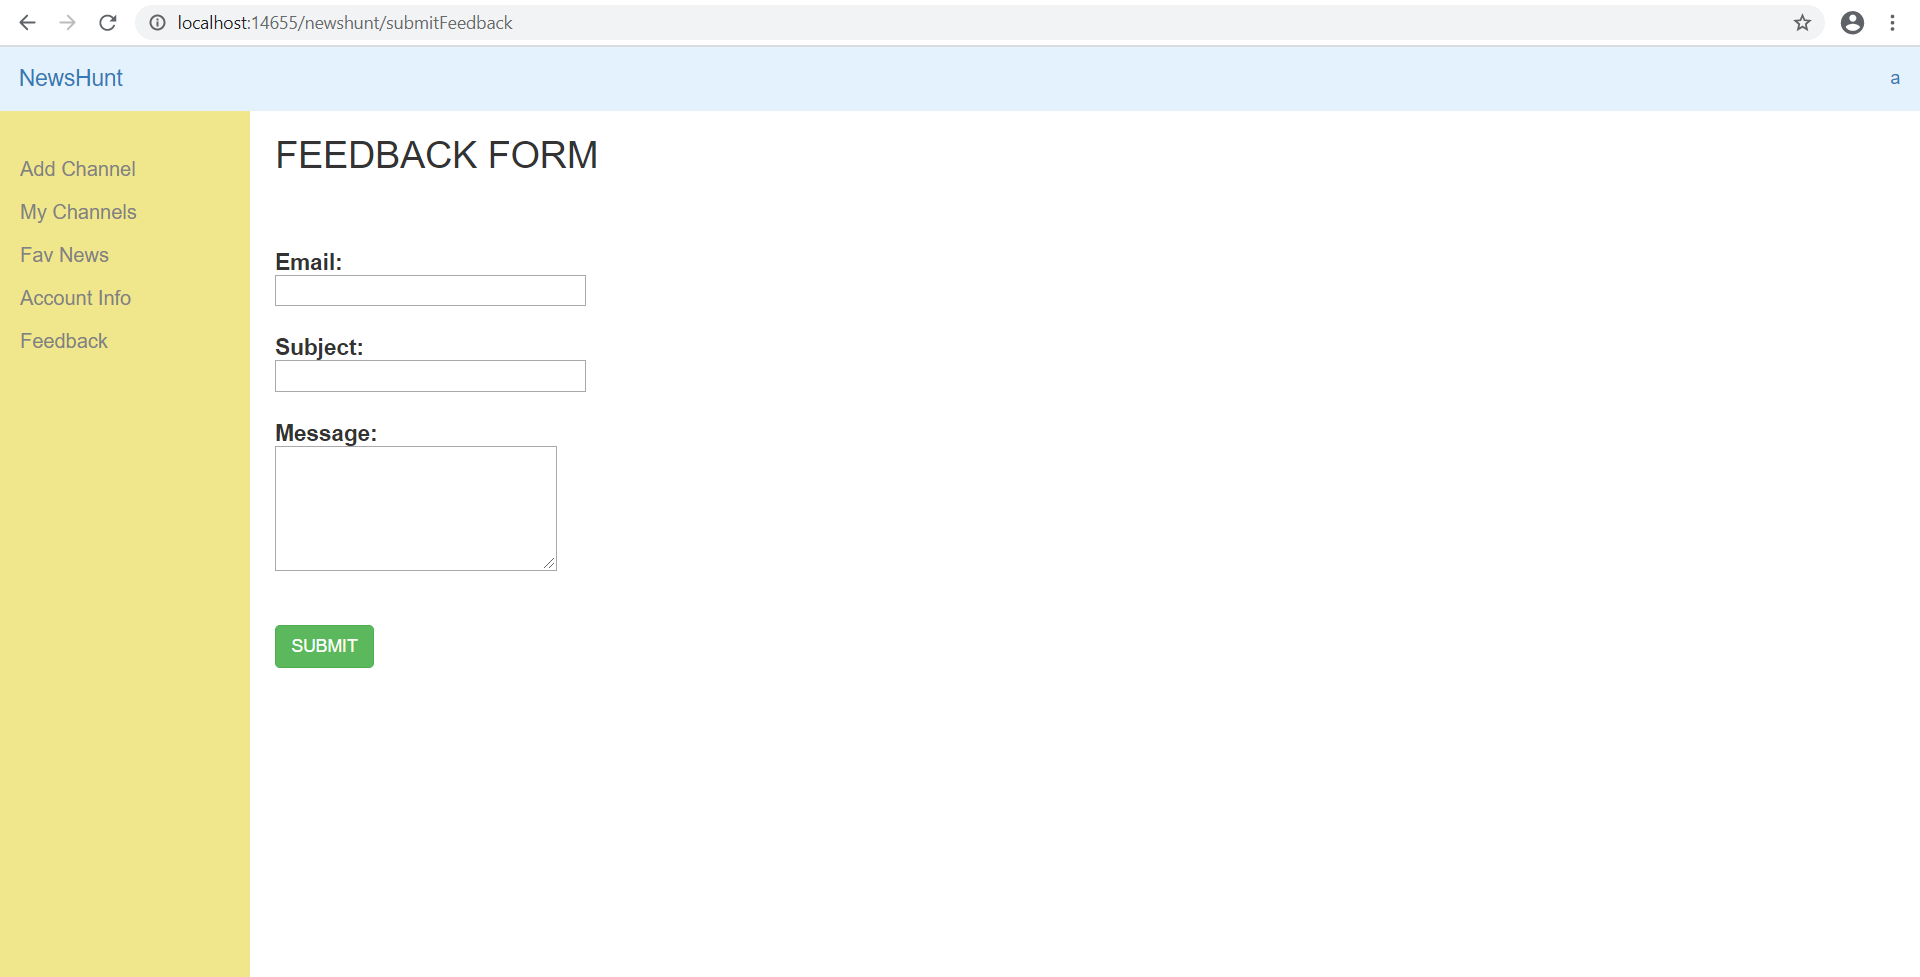 localhost:14655/newshunt/submitFeedback
NewsHunt
a
Add Channel
My Channels
Fav News
Account Info
Feedback
FEEDBACK FORM
Email:
Subject:
Message:
SUBMIT